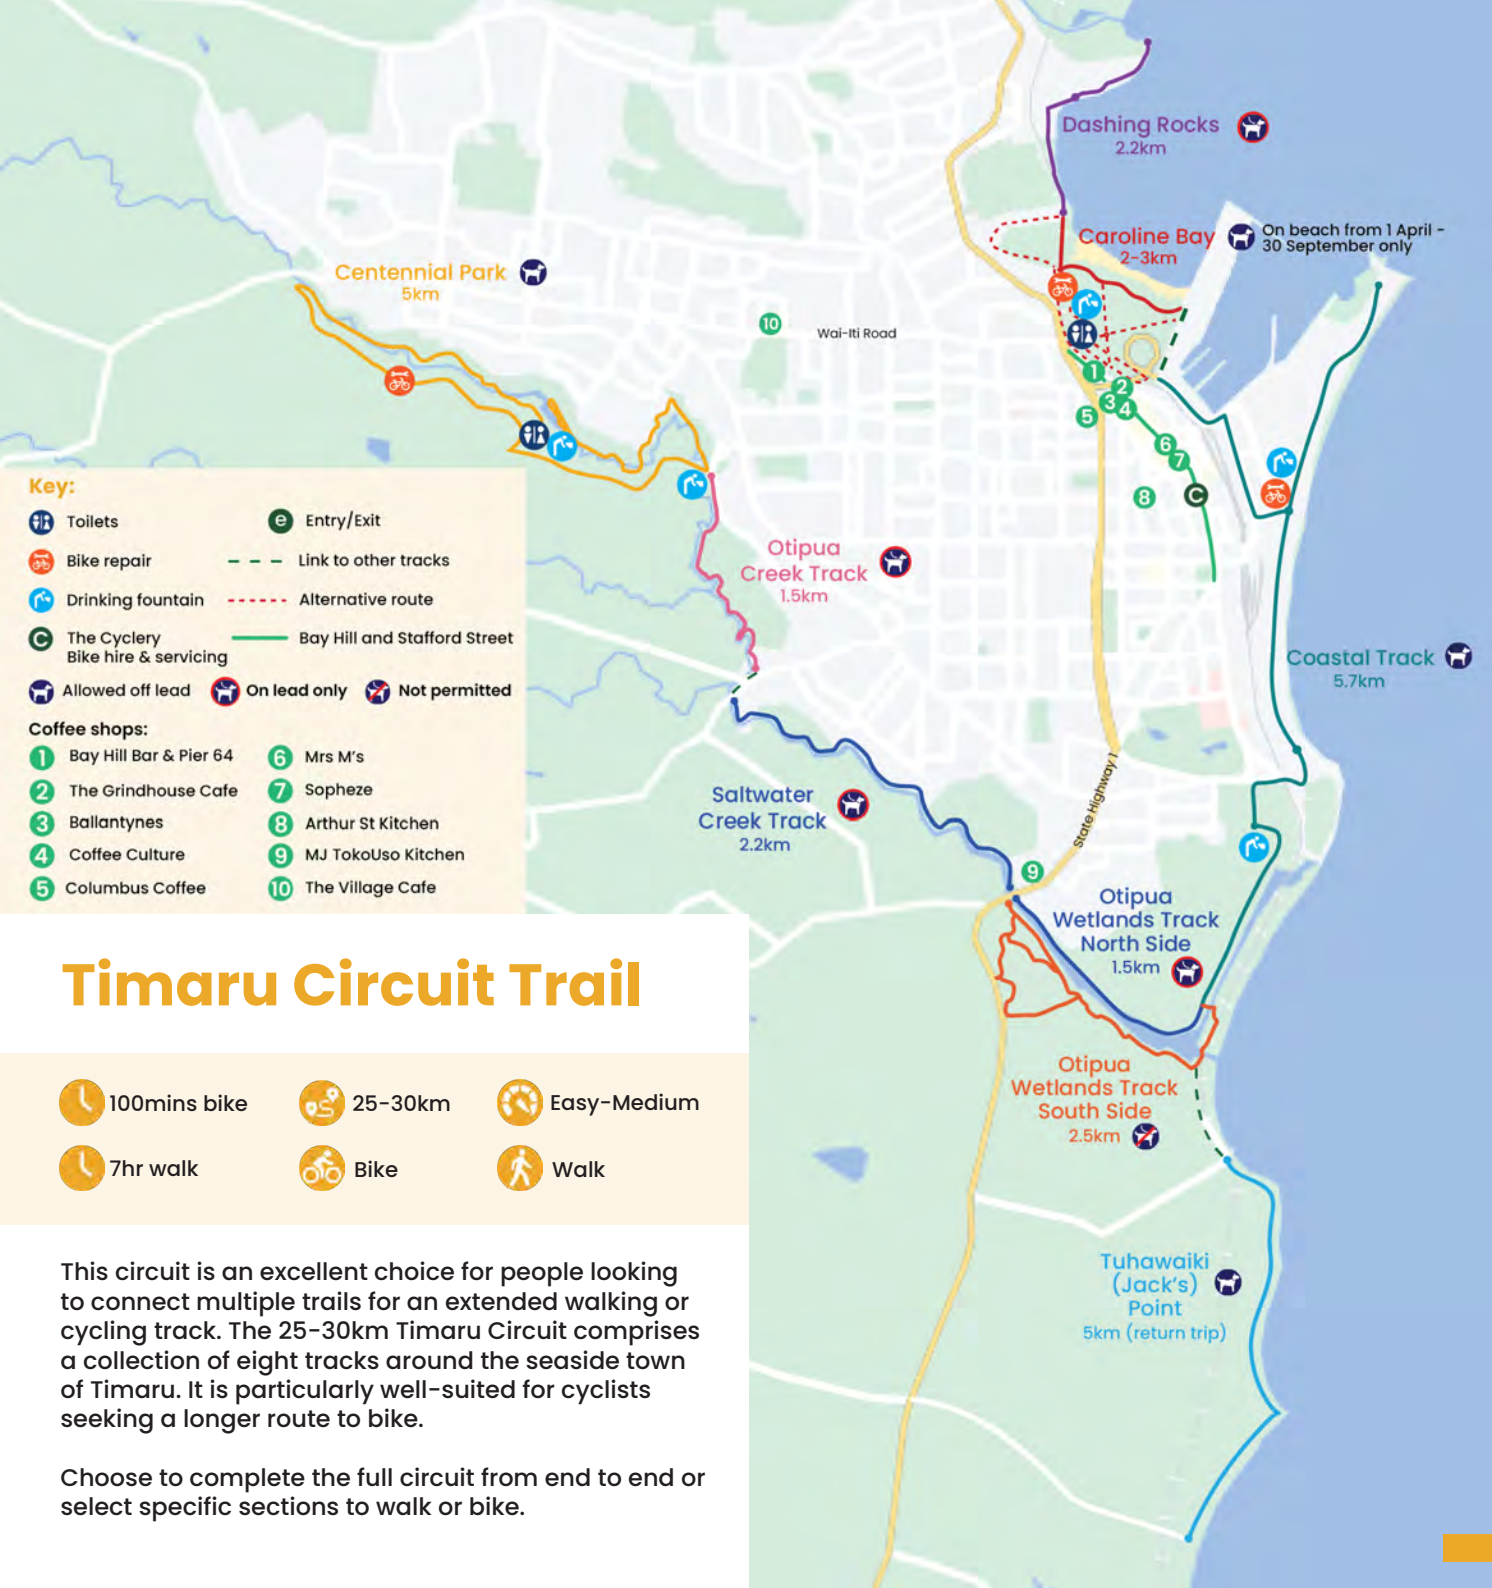 Dashing Rocks
2.2km
Caroline Bay
2-3km
On beach from 1 April -
30 September only
Centennial Park
5km
10
Wai-Iti Road
1
2
3
4
5
6
7
8
C
Key:
Toilets
e Entry/Exit
Bike repair
Link to other tracks
Drinking fountain
Alternative route
C The Cyclery
Bike hire & servicing
Bay Hill and Stafford Street
Allowed off lead
On lead only
Not permitted
Coffee shops:
1 Bay Hill Bar & Pier 64
2 The Grindhouse Cafe
3 Ballantynes
4 Coffee Culture
5 Columbus Coffee
6 Mrs M's
7 Sopheze
8 Arthur St Kitchen
9 MJ TokoUso Kitchen
10 The Village Cafe
Otipua
Creek Track
1.5km
Coastal Track
5.7km
State Highway 1
Saltwater
Creek Track
2.2km
9
Otipua
Wetlands Track
North Side
1.5km
Otipua
Wetlands Track
South Side
2.5km
Tuhawaiki
(Jack's)
Point
5km (return trip)
Timaru Circuit Trail
100mins bike
25-30km
Easy-Medium
7hr walk
Bike
Walk
This circuit is an excellent choice for people looking
to connect multiple trails for an extended walking or
cycling track. The 25-30km Timaru Circuit comprises
a collection of eight tracks around the seaside town
of Timaru. It is particularly well-suited for cyclists
seeking a longer route to bike.
Choose to complete the full circuit from end to end or
select specific sections to walk or bike.